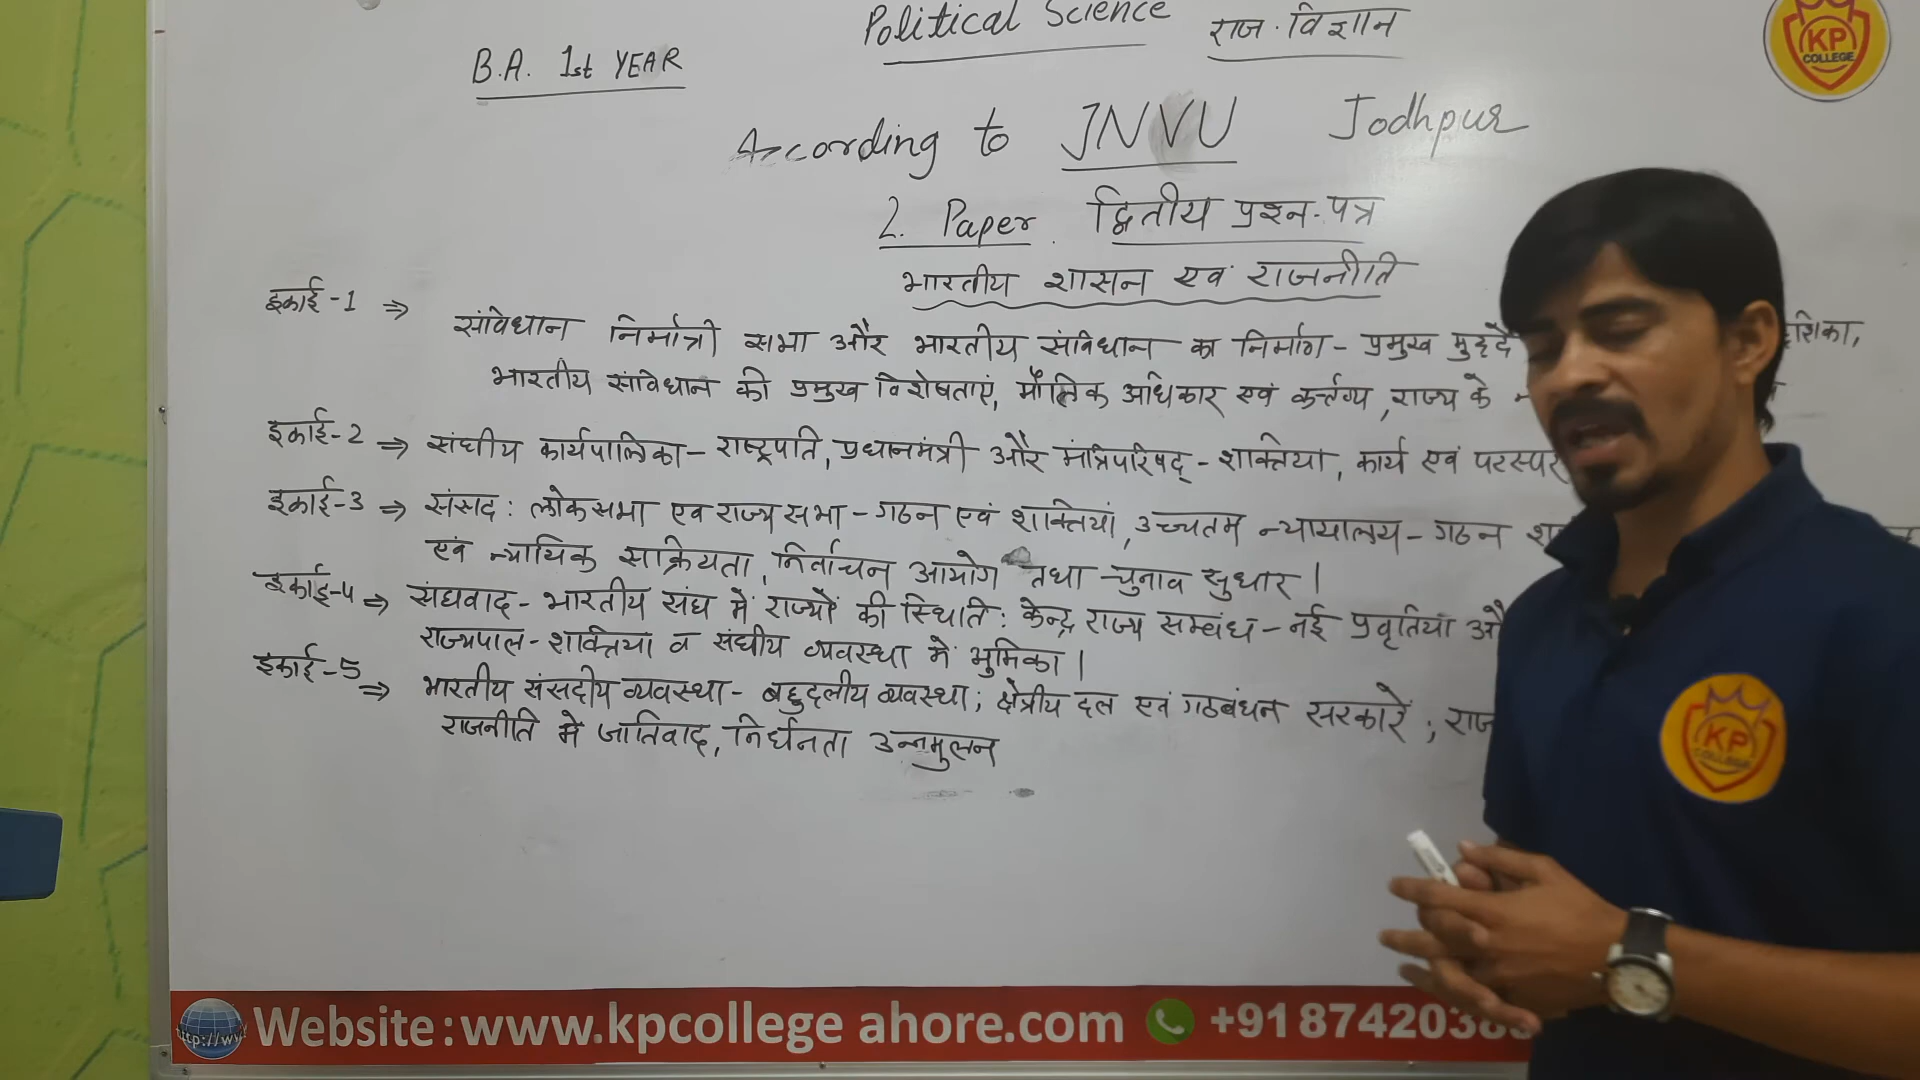 Political Science राज. विज्ञान
B.A. 1st YEAR
According to JNVU Jodhpur
2. Paper द्वितीय प्रश्न-पत्र
भारतीय शासन एवं राजनीति
इकाई-1 ⇒ संविधान निर्मात्री सभा और भारतीय संविधान का निर्माण - प्रमुख मुद्दे
भारतीय संविधान की प्रमुख विशेषताएं, मौलिक अधिकार एवं कर्त्तव्य, राज्य के
इकाई-2 ⇒ संघीय कार्यपालिका - राष्ट्रपति, प्रधानमंत्री और मंत्रिपरिषद् - शक्तियां, कार्य एवं परस्पर
इकाई-3 ⇒ संसद : लोकसभा एवं राज्य सभा - गठन एवं शक्तियां, उच्चतम न्यायालय - गठन
एवं न्यायिक सक्रियता, निर्वाचन आयोग तथा चुनाव सुधार।
इकाई-4 ⇒ संघवाद - भारतीय संघ में राज्यों की स्थिति : केन्द्र राज्य सम्बंध - नई प्रवृतियां
राज्यपाल - शक्तियां व संघीय व्यवस्था में भुमिका।
इकाई-5 ⇒ भारतीय संसदीय व्यवस्था - बहुदलीय व्यवस्था; क्षेत्रीय दल एवं गठबंधन सरकारें;
राजनीति में जातिवाद, निर्धनता उन्नमुलन
KP COLLEGE
KP COLLEGE
Website:www.kpcollege ahore.com +91 8742038